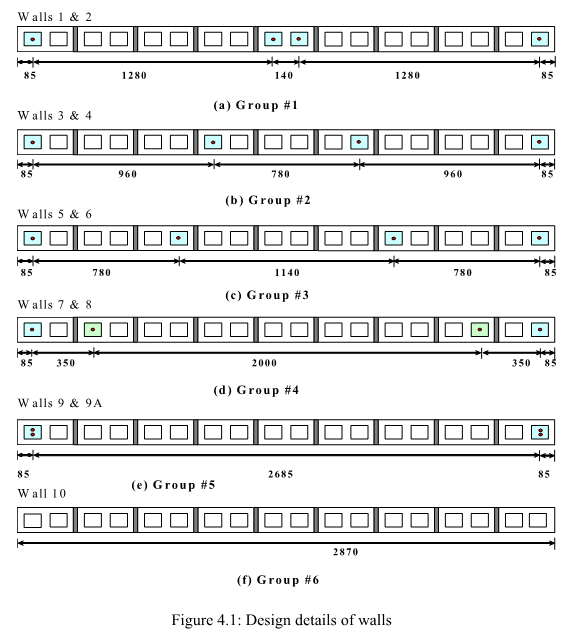 Walls 1 & 2
85 1280 140 1280 85
(a) Group #1
Walls 3 & 4
85 960 780 960 85
(b) Group #2
Walls 5 & 6
85 780 1140 780 85
(c) Group #3
Walls 7 & 8
85 350 2000 350 85
(d) Group #4
Walls 9 & 9A
85 2685 85
(e) Group #5
Wall 10
2870
(f) Group #6
Figure 4.1: Design details of walls